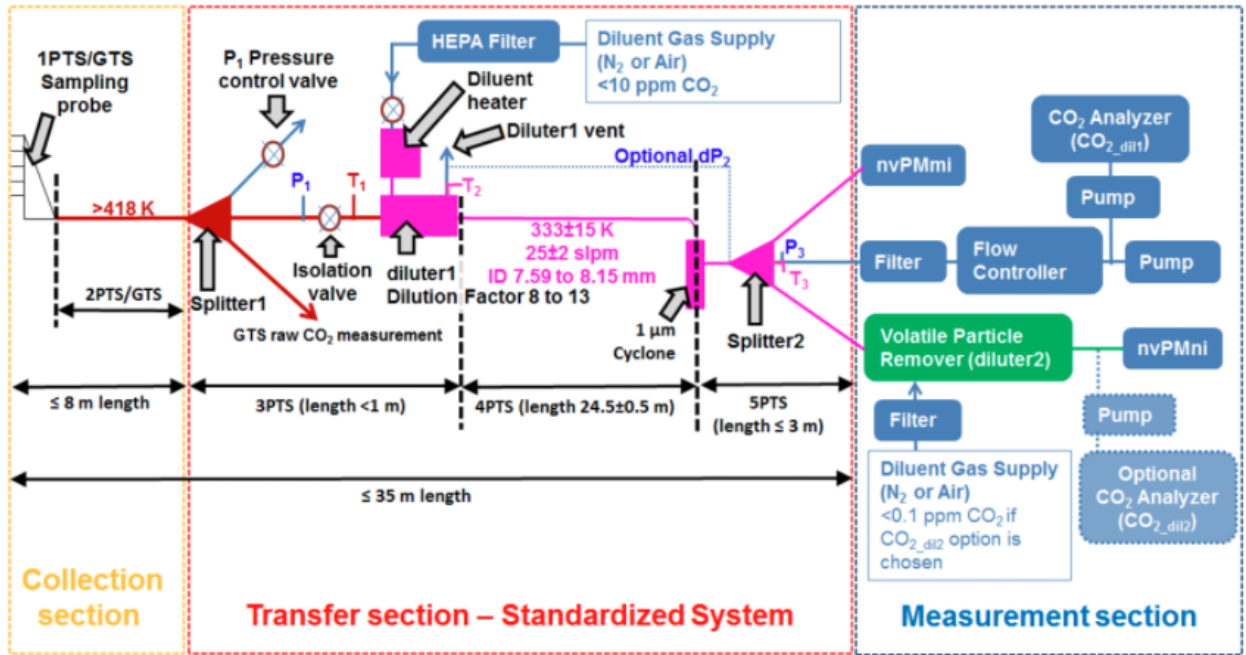 1PTS/GTS
Sampling
probe
P₁ Pressure
control valve
HEPA Filter
Diluent Gas Supply
(N₂ or Air)
<10 ppm CO₂
Diluent
heater
Diluter1 vent
Optional dP₂
>418 K
P₁
T₁
T₂
333±15 K
25±2 slpm
ID 7.59 to 8.15 mm
Isolation
valve
diluter1
Dilution Factor 8 to 13
2PTS/GTS
Splitter1
GTS raw CO₂ measurement
1 µm
Cyclone
Splitter2
P₃
T₃
nvPMmi
CO₂ Analyzer
(CO₂_dil1)
Pump
Filter
Flow
Controller
Pump
Volatile Particle
Remover (diluter2)
nvPMni
Filter
Pump
Diluent Gas Supply
(N₂ or Air)
<0.1 ppm CO₂ if
CO₂_dil2 option is
chosen
Optional
CO₂ Analyzer
(CO₂_dil2)
≤ 8 m length
3PTS (length <1 m)
4PTS (length 24.5±0.5 m)
5PTS
(length ≤ 3 m)
≤ 35 m length
Collection
section
Transfer section – Standardized System
Measurement section